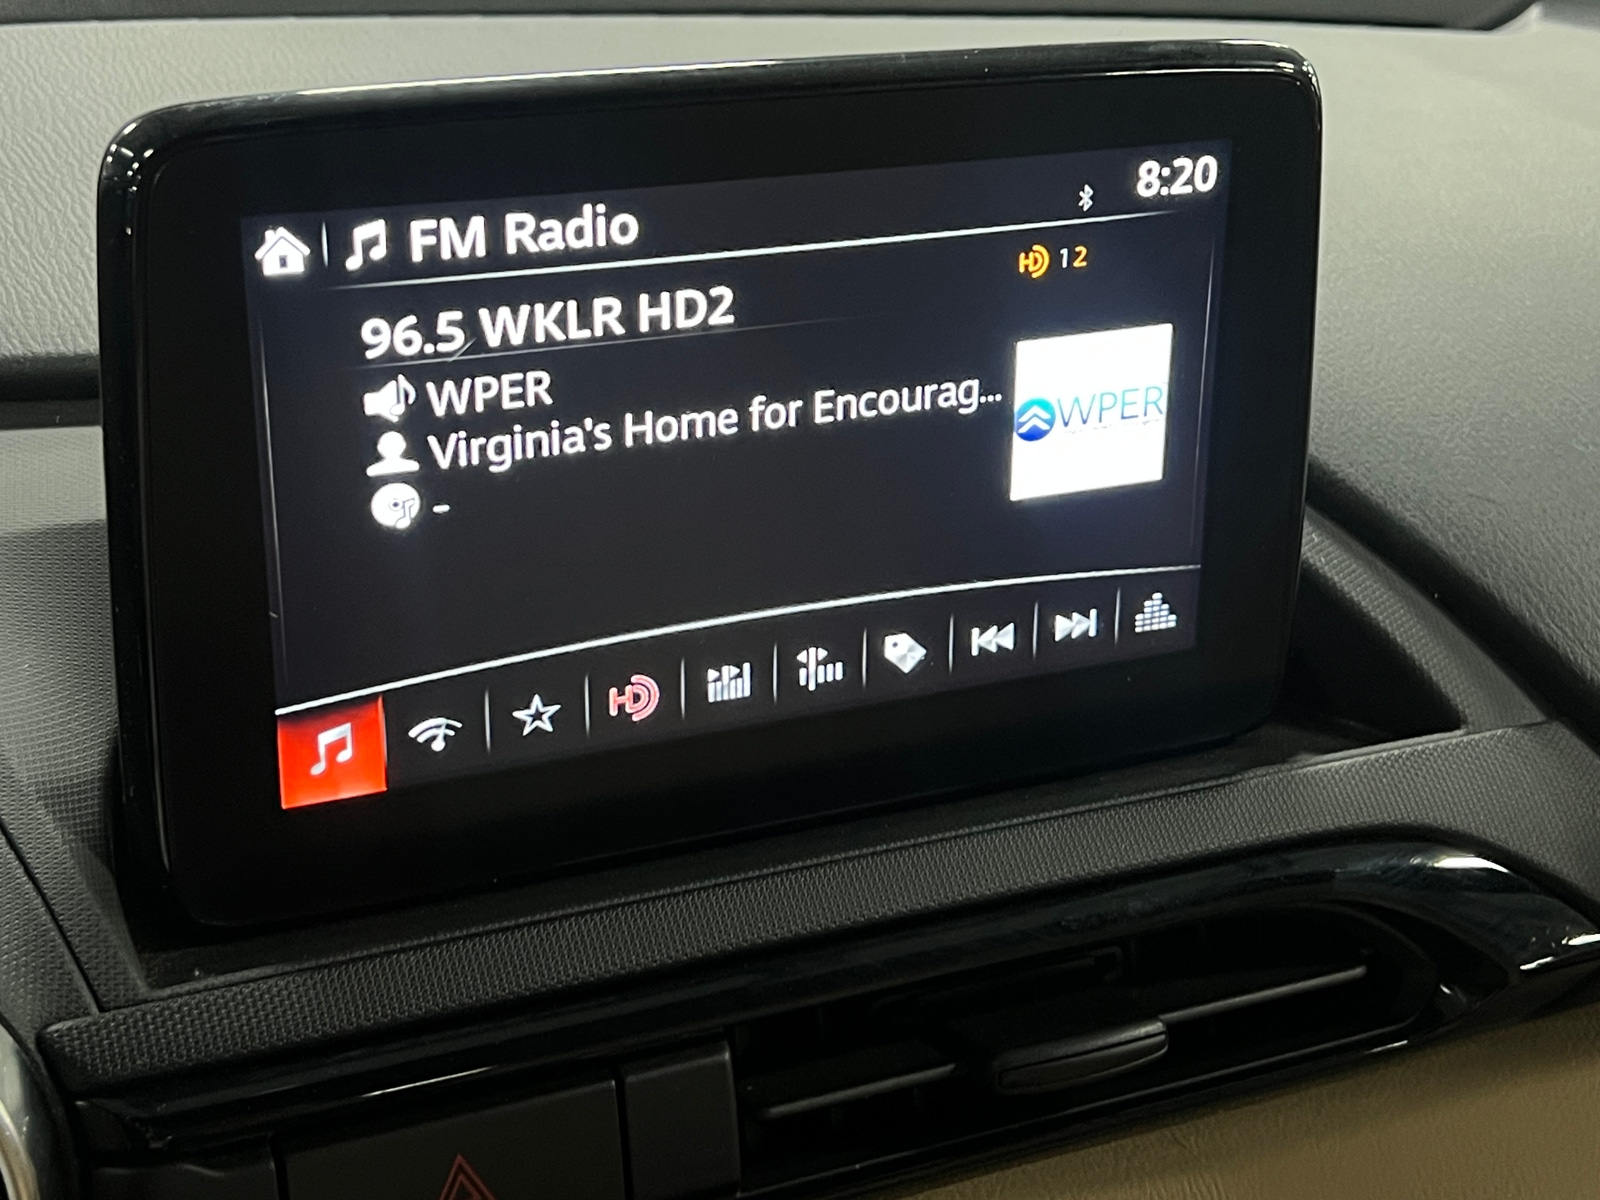 FM Radio
8:20
HD 12
96.5 WKLR HD2
WPER
Virginia's Home for Encourag...
-
WPER
HD